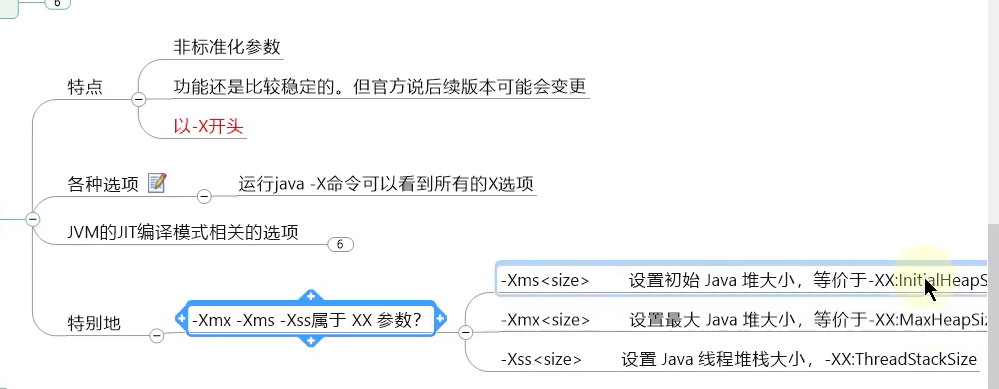 6
非标准化参数
特点
功能还是比较稳定的。但官方说后续版本可能会变更
以-X开头
各种选项
运行java -X命令可以看到所有的X选项
JVM的JIT编译模式相关的选项
6
-Xms<size> 设置初始 Java 堆大小，等价于-XX:InitialHeapS
特别地
-Xmx -Xms -Xss属于 XX 参数？
-Xmx<size> 设置最大 Java 堆大小，等价于-XX:MaxHeapSiz
-Xss<size> 设置 Java 线程堆栈大小，-XX:ThreadStackSize